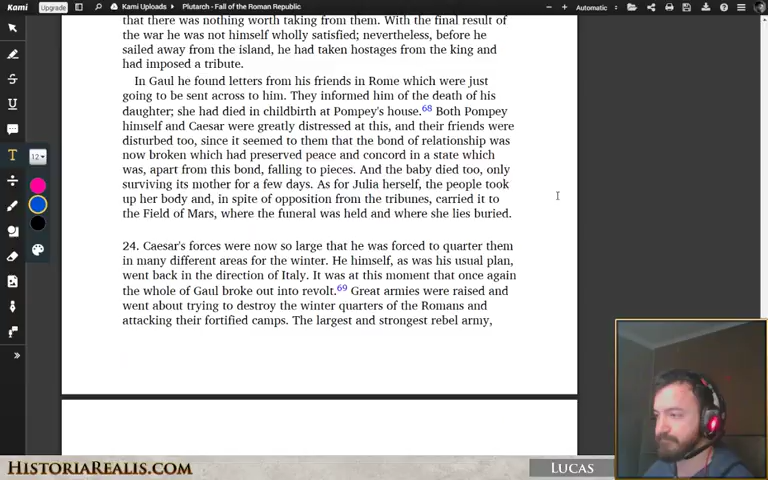 Kami
Upgrade
Kami Uploads > Plutarch - Fall of the Roman Republic
Automatic
T
12
that there was nothing worth taking from them. With the final result of
the war he was not himself wholly satisfied; nevertheless, before he
sailed away from the island, he had taken hostages from the king and
had imposed a tribute.
In Gaul he found letters from his friends in Rome which were just
going to be sent across to him. They informed him of the death of his
daughter; she had died in childbirth at Pompey's house.68 Both Pompey
himself and Caesar were greatly distressed at this, and their friends were
disturbed too, since it seemed to them that the bond of relationship was
now broken which had preserved peace and concord in a state which
was, apart from this bond, falling to pieces. And the baby died too, only
surviving its mother for a few days. As for Julia herself, the people took
up her body and, in spite of opposition from the tribunes, carried it to
the Field of Mars, where the funeral was held and where she lies buried.
24. Caesar's forces were now so large that he was forced to quarter them
in many different areas for the winter. He himself, as was his usual plan,
went back in the direction of Italy. It was at this moment that once again
the whole of Gaul broke out into revolt.69 Great armies were raised and
went about trying to destroy the winter quarters of the Romans and
attacking their fortified camps. The largest and strongest rebel army,
HISTORIAREALIS.COM
LUCAS